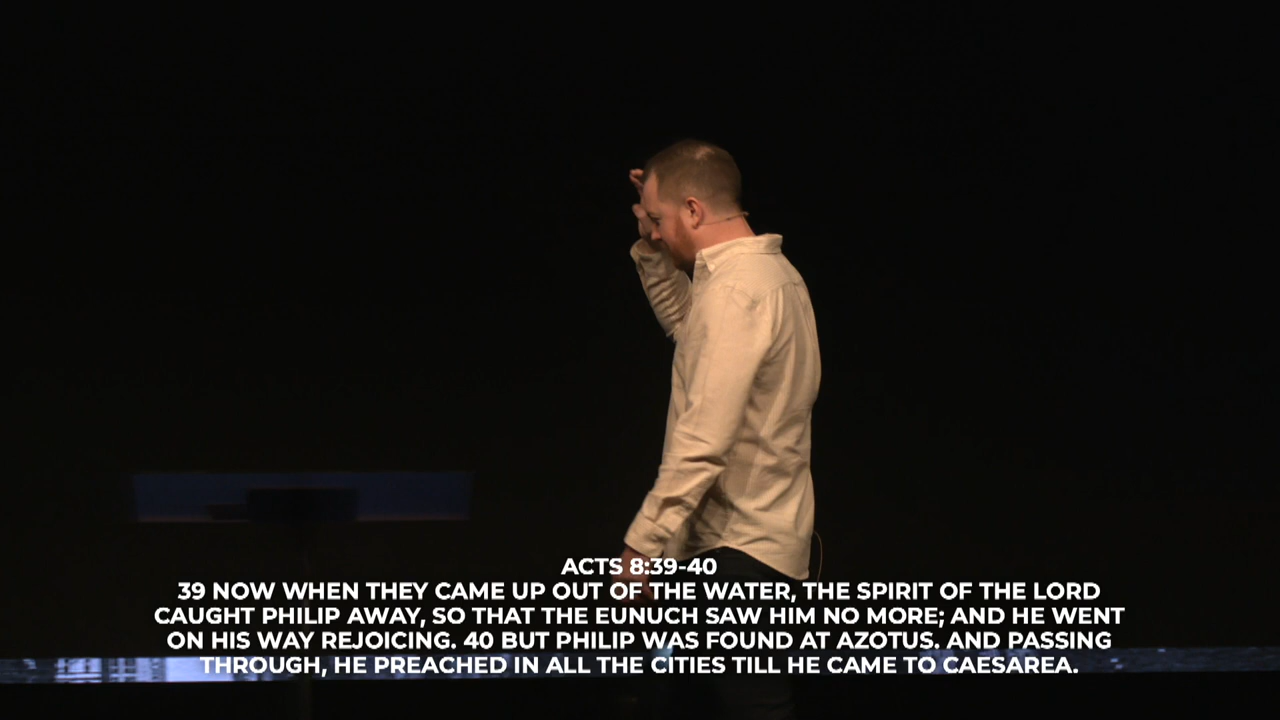 ACTS 8:39-40
39 NOW WHEN THEY CAME UP OUT OF THE WATER, THE SPIRIT OF THE LORD
CAUGHT PHILIP AWAY, SO THAT THE EUNUCH SAW HIM NO MORE; AND HE WENT
ON HIS WAY REJOICING. 40 BUT PHILIP WAS FOUND AT AZOTUS. AND PASSING
THROUGH, HE PREACHED IN ALL THE CITIES TILL HE CAME TO CAESAREA.